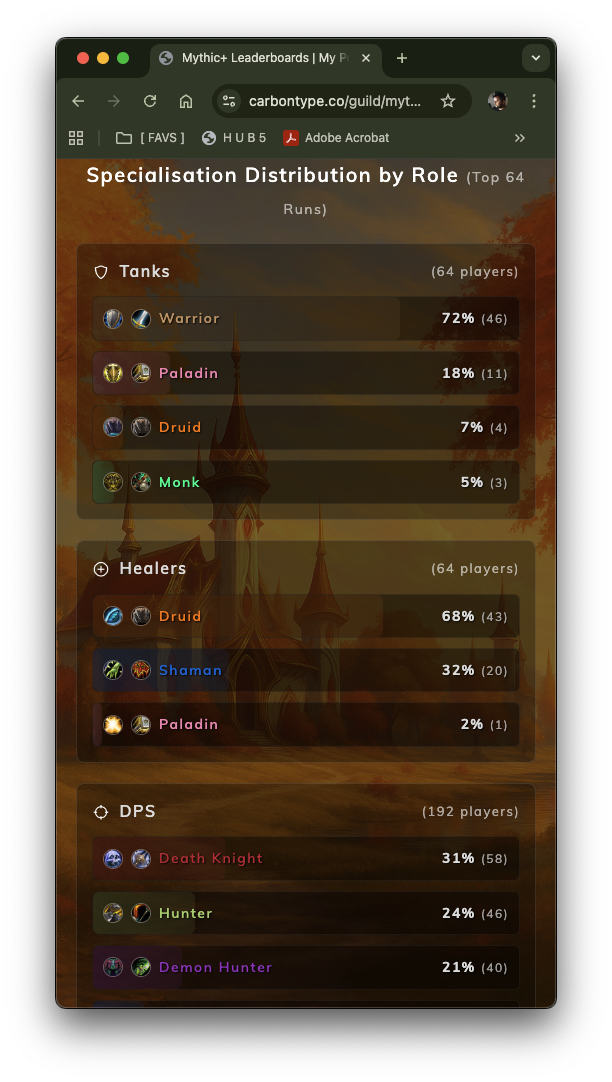 Mythic+ Leaderboards | My P
carbontype.co/guild/myt...
[ FAVS ]
H U B 5
Adobe Acrobat
Specialisation Distribution by Role (Top 64
Runs)
Tanks (64 players)
Warrior 72% (46)
Paladin 18% (11)
Druid 7% (4)
Monk 5% (3)
Healers (64 players)
Druid 68% (43)
Shaman 32% (20)
Paladin 2% (1)
DPS (192 players)
Death Knight 31% (58)
Hunter 24% (46)
Demon Hunter 21% (40)